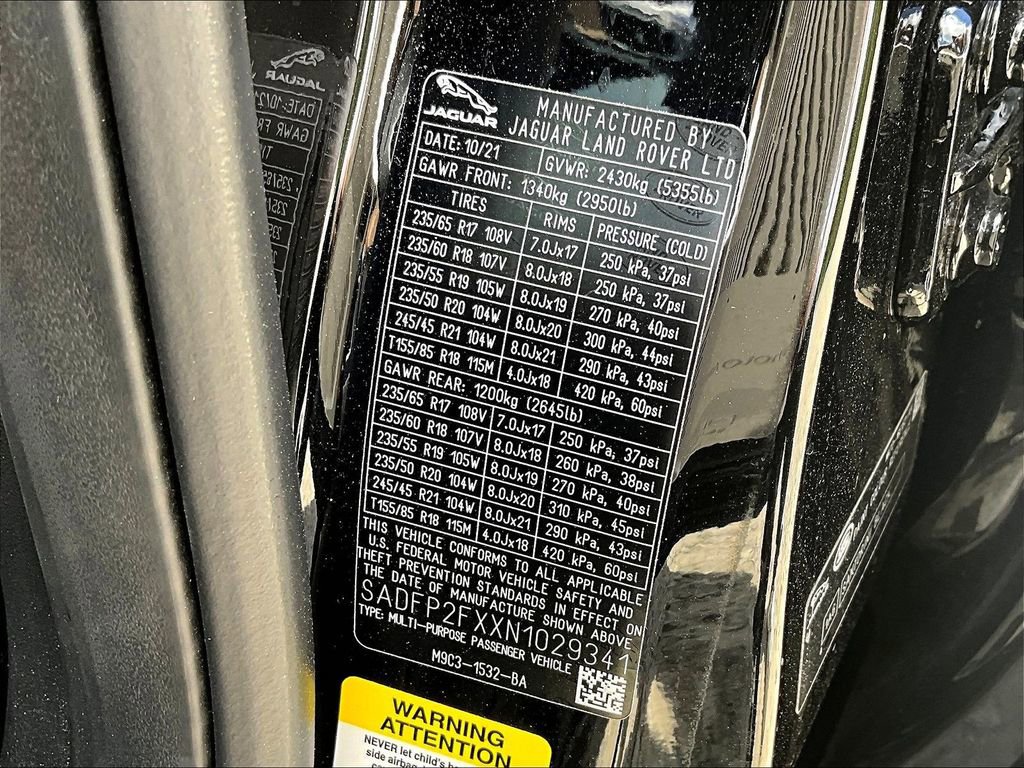 JAGUAR
MANUFACTURED BY
JAGUAR LAND ROVER LTD
DATE: 10/21 GVWR: 2430kg (5355lb)
GAWR FRONT: 1340kg (2950lb)
TIRES RIMS PRESSURE (COLD)
235/65 R17 108V 7.0Jx17 250 kPa, 37psi
235/60 R18 107V 8.0Jx18 250 kPa, 37psi
235/55 R19 105W 8.0Jx19 270 kPa, 40psi
235/50 R20 104W 8.0Jx20 300 kPa, 44psi
245/45 R21 104W 8.0Jx21 290 kPa, 43psi
T155/85 R18 115M 4.0Jx18 420 kPa, 60psi
GAWR REAR: 1200kg (2645lb)
235/65 R17 108V 7.0Jx17 250 kPa, 37psi
235/60 R18 107V 8.0Jx18 260 kPa, 38psi
235/55 R19 105W 8.0Jx19 270 kPa, 40psi
235/50 R20 104W 8.0Jx20 310 kPa, 45psi
245/45 R21 104W 8.0Jx21 290 kPa, 43psi
T155/85 R18 115M 4.0Jx18 420 kPa, 60psi
THIS VEHICLE CONFORMS TO ALL APPLICABLE
U.S. FEDERAL MOTOR VEHICLE SAFETY AND
THEFT PREVENTION STANDARDS IN EFFECT ON
THE DATE OF MANUFACTURE SHOWN ABOVE
SADFP2FXXN1029341
TYPE: MULTI-PURPOSE PASSENGER VEHICLE
M9C3-1532-BA
WARNING
ATTENTION
NEVER let child's
side airbag